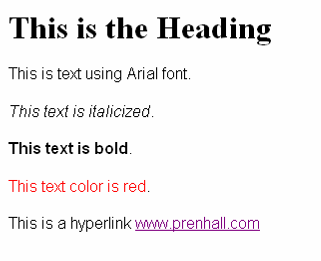 This is the Heading
This is text using Arial font.
This text is italicized.
This text is bold.
This text color is red.
This is a hyperlink www.prenhall.com